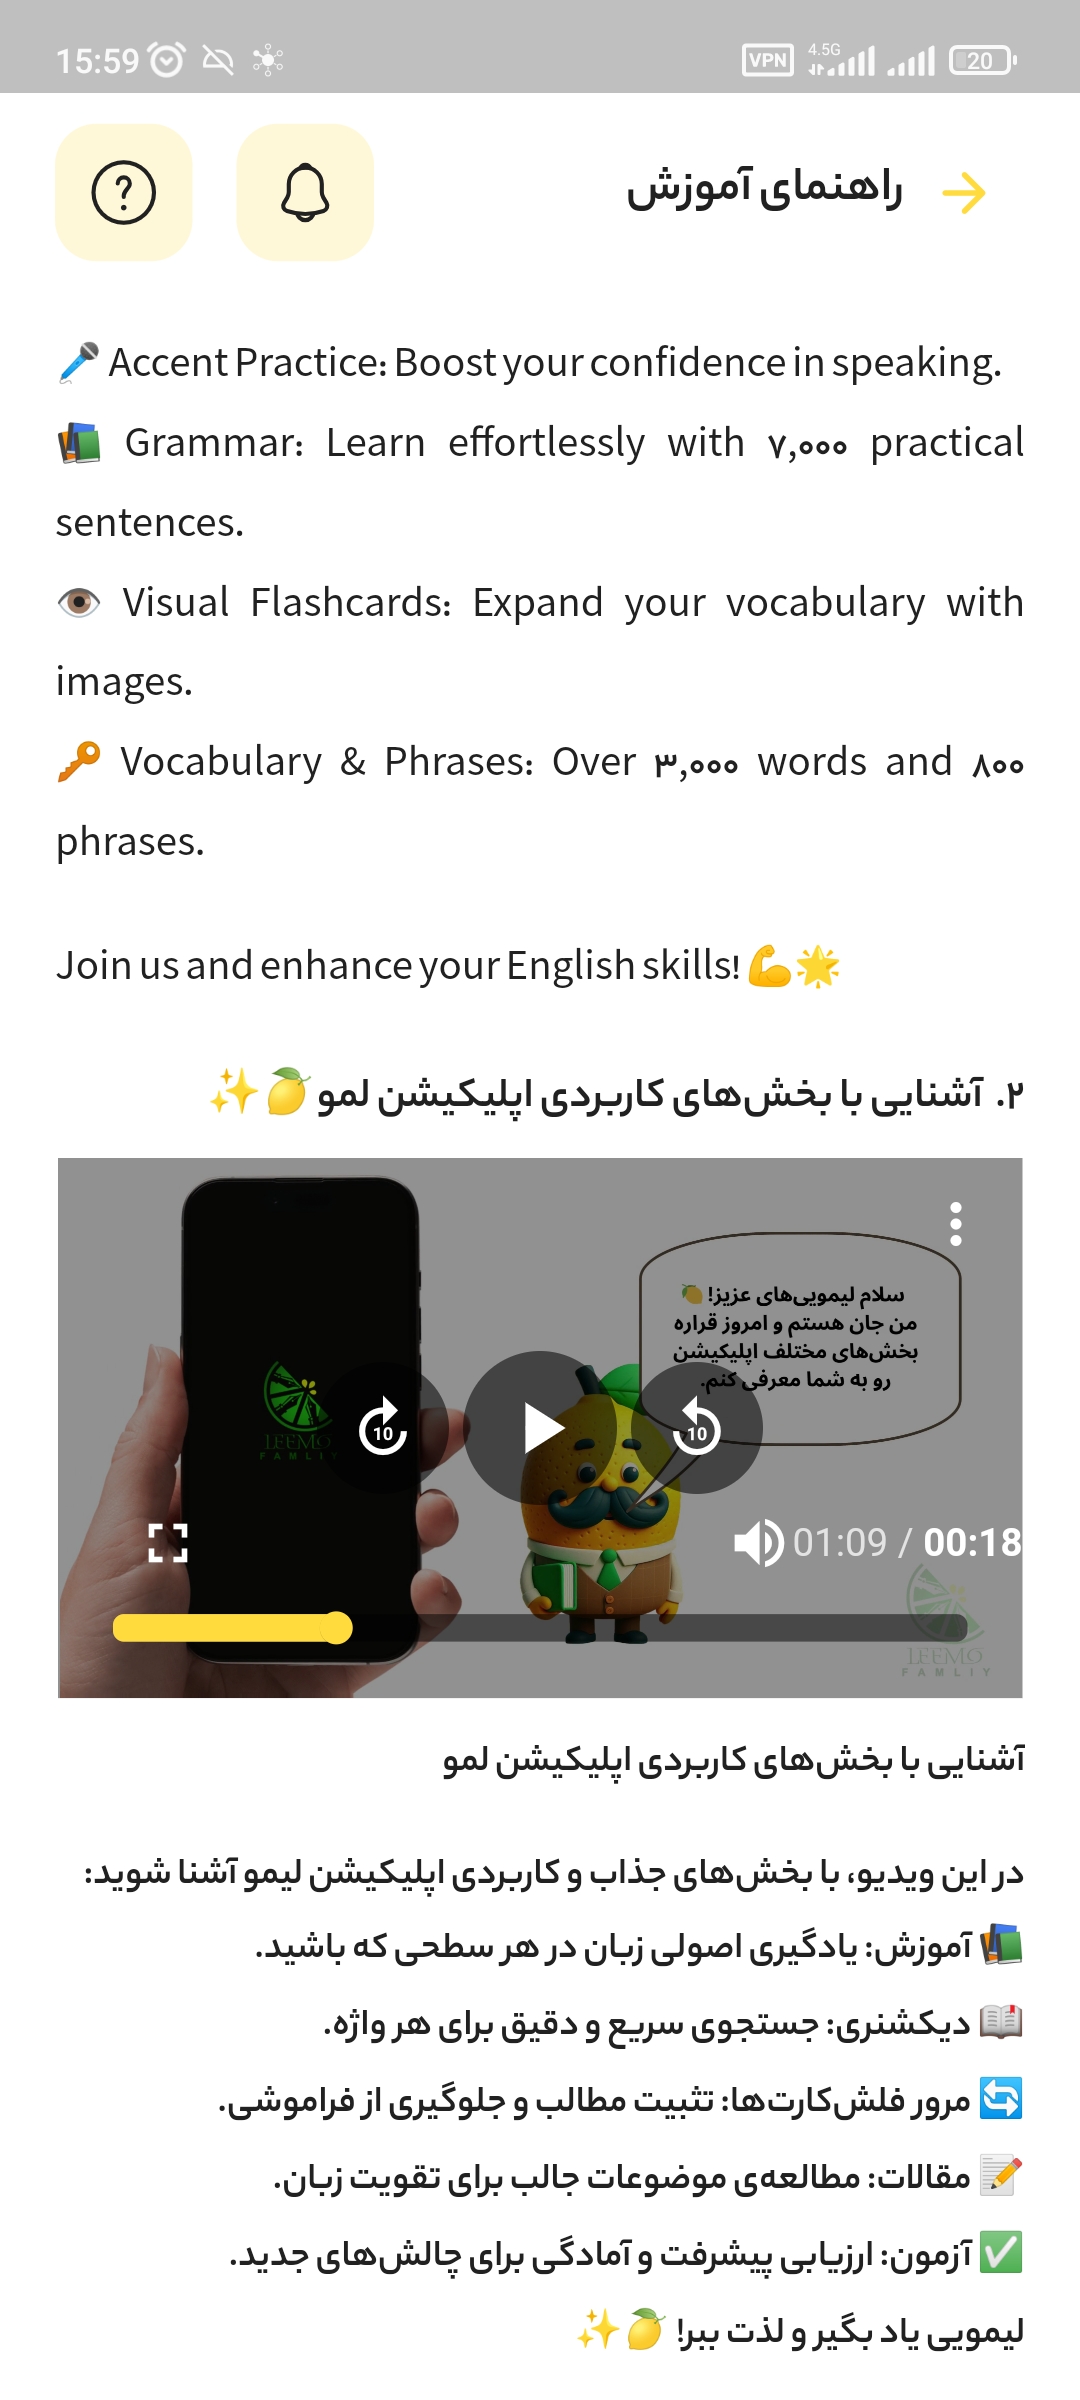 15:59
VPN 4.5G 20
راهنمای آموزش
🎤 Accent Practice: Boost your confidence in speaking.
📚 Grammar: Learn effortlessly with ۷,۰۰۰ practical
sentences.
👁️ Visual Flashcards: Expand your vocabulary with
images.
🔑 Vocabulary & Phrases: Over ۳,۰۰۰ words and ۸۰۰
phrases.
Join us and enhance your English skills! 💪🌟
۲. آشنایی با بخش‌های کاربردی اپلیکیشن لمو 🍋✨
سلام لیمویی‌های عزیز! 🍋
من جان هستم و امروز قراره
بخش‌های مختلف اپلیکیشن
رو به شما معرفی کنم.
LEEMO
FAMLIY
10
10
01:09 / 00:18
LEEMO
FAMLIY
آشنایی با بخش‌های کاربردی اپلیکیشن لمو
در این ویدیو، با بخش‌های جذاب و کاربردی اپلیکیشن لیمو آشنا شوید:
📚 آموزش: یادگیری اصولی زبان در هر سطحی که باشید.
📖 دیکشنری: جستجوی سریع و دقیق برای هر واژه.
🔄 مرور فلش‌کارت‌ها: تثبیت مطالب و جلوگیری از فراموشی.
📝 مقالات: مطالعه‌ی موضوعات جالب برای تقویت زبان.
✅ آزمون: ارزیابی پیشرفت و آمادگی برای چالش‌های جدید.
لیمویی یاد بگیر و لذت ببر! 🍋✨